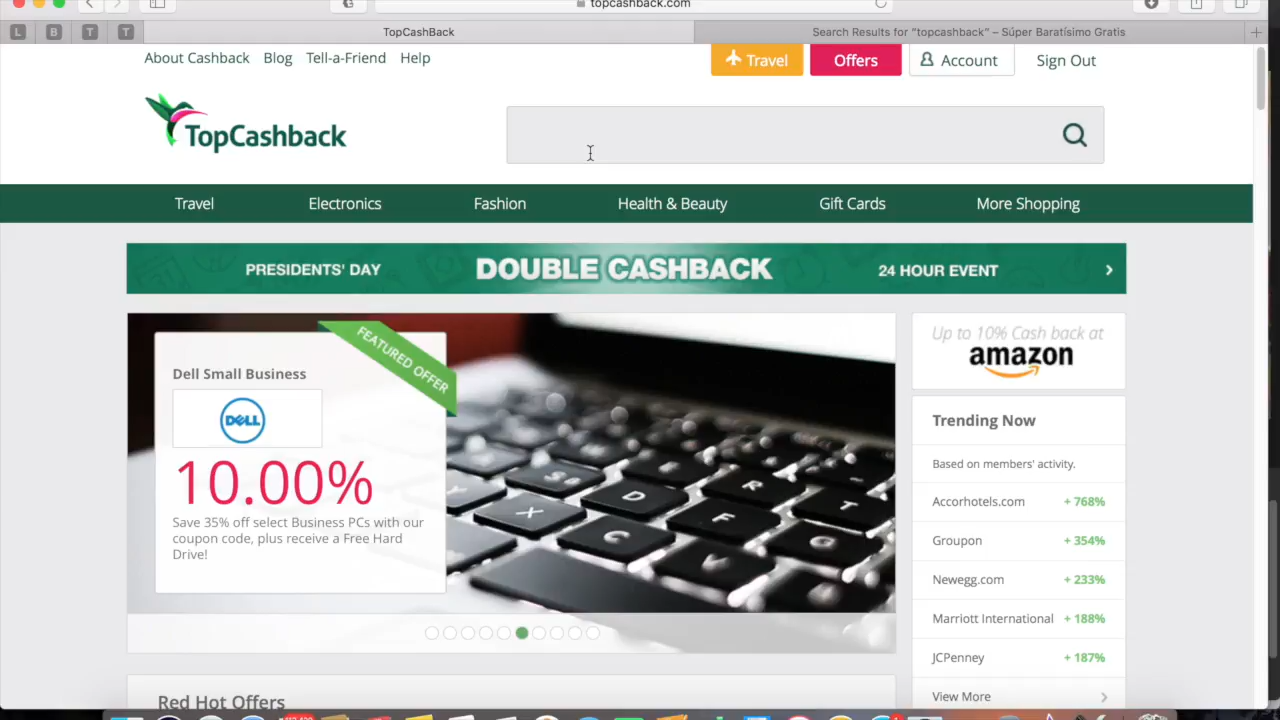 topcashback.com
L B T T TopCashBack Search Results for "topcashback" – Súper Baratísimo Gratis
About Cashback Blog Tell-a-Friend Help Travel Offers Account Sign Out
TopCashback
Travel Electronics Fashion Health & Beauty Gift Cards More Shopping
PRESIDENTS' DAY DOUBLE CASHBACK 24 HOUR EVENT
FEATURED OFFER
Dell Small Business
DELL
10.00%
Save 35% off select Business PCs with our
coupon code, plus receive a Free Hard
Drive!
Up to 10% Cash back at
amazon
Trending Now
Based on members' activity.
Accorhotels.com + 768%
Groupon + 354%
Newegg.com + 233%
Marriott International + 188%
JCPenney + 187%
View More
Red Hot Offers